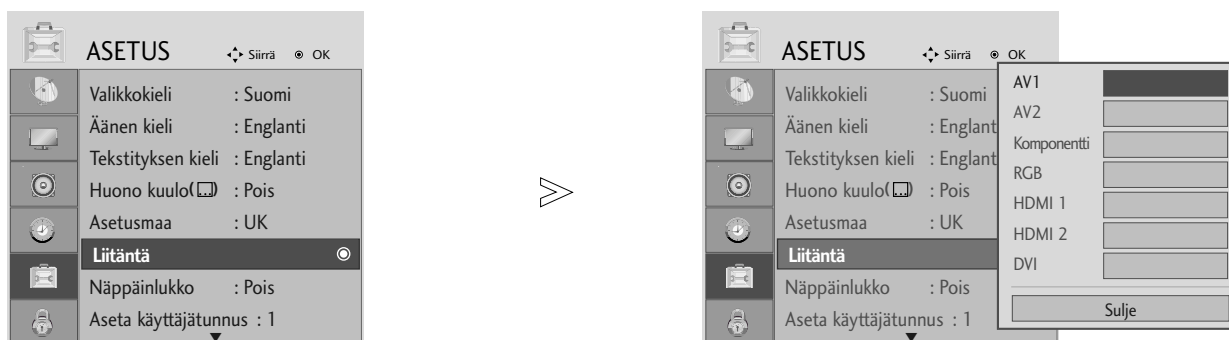 ASETUS Siirrä OK
Valikkokieli : Suomi
Äänen kieli : Englanti
Tekstityksen kieli : Englanti
Huono kuulo( ) : Pois
Asetusmaa : UK
Liitäntä
Näppäinlukko : Pois
Aseta käyttäjätunnus : 1
ASETUS Siirrä OK
Valikkokieli : Suomi
Äänen kieli : Englant
Tekstityksen kieli : Englant
Huono kuulo( ) : Pois
Asetusmaa : UK
Liitäntä
Näppäinlukko : Pois
Aseta käyttäjätunnus : 1
AV1
AV2
Komponentti
RGB
HDMI 1
HDMI 2
DVI
Sulje